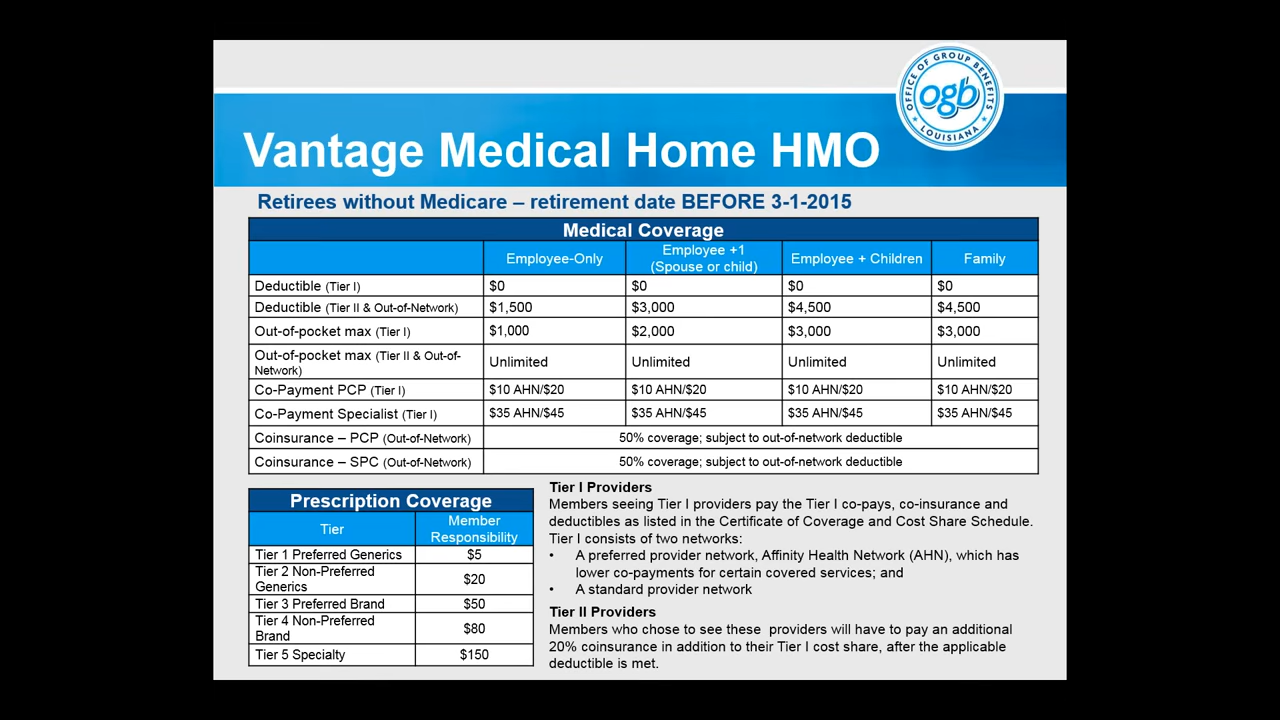 OFFICE OF GROUP BENEFITS
ogb
LOUISIANA
Vantage Medical Home HMO
Retirees without Medicare – retirement date BEFORE 3-1-2015
Medical Coverage
Employee-Only
Employee +1
(Spouse or child)
Employee + Children
Family
Deductible (Tier I)
$0
$0
$0
$0
Deductible (Tier II & Out-of-Network)
$1,500
$3,000
$4,500
$4,500
Out-of-pocket max (Tier I)
$1,000
$2,000
$3,000
$3,000
Out-of-pocket max (Tier II & Out-of-
Network)
Unlimited
Unlimited
Unlimited
Unlimited
Co-Payment PCP (Tier I)
$10 AHN/$20
$10 AHN/$20
$10 AHN/$20
$10 AHN/$20
Co-Payment Specialist (Tier I)
$35 AHN/$45
$35 AHN/$45
$35 AHN/$45
$35 AHN/$45
Coinsurance – PCP (Out-of-Network)
50% coverage; subject to out-of-network deductible
Coinsurance – SPC (Out-of-Network)
50% coverage; subject to out-of-network deductible
Prescription Coverage
Tier
Member
Responsibility
Tier 1 Preferred Generics
$5
Tier 2 Non-Preferred
Generics
$20
Tier 3 Preferred Brand
$50
Tier 4 Non-Preferred
Brand
$80
Tier 5 Specialty
$150
Tier I Providers
Members seeing Tier I providers pay the Tier I co-pays, co-insurance and
deductibles as listed in the Certificate of Coverage and Cost Share Schedule.
Tier I consists of two networks:
• A preferred provider network, Affinity Health Network (AHN), which has
lower co-payments for certain covered services; and
• A standard provider network
Tier II Providers
Members who chose to see these providers will have to pay an additional
20% coinsurance in addition to their Tier I cost share, after the applicable
deductible is met.